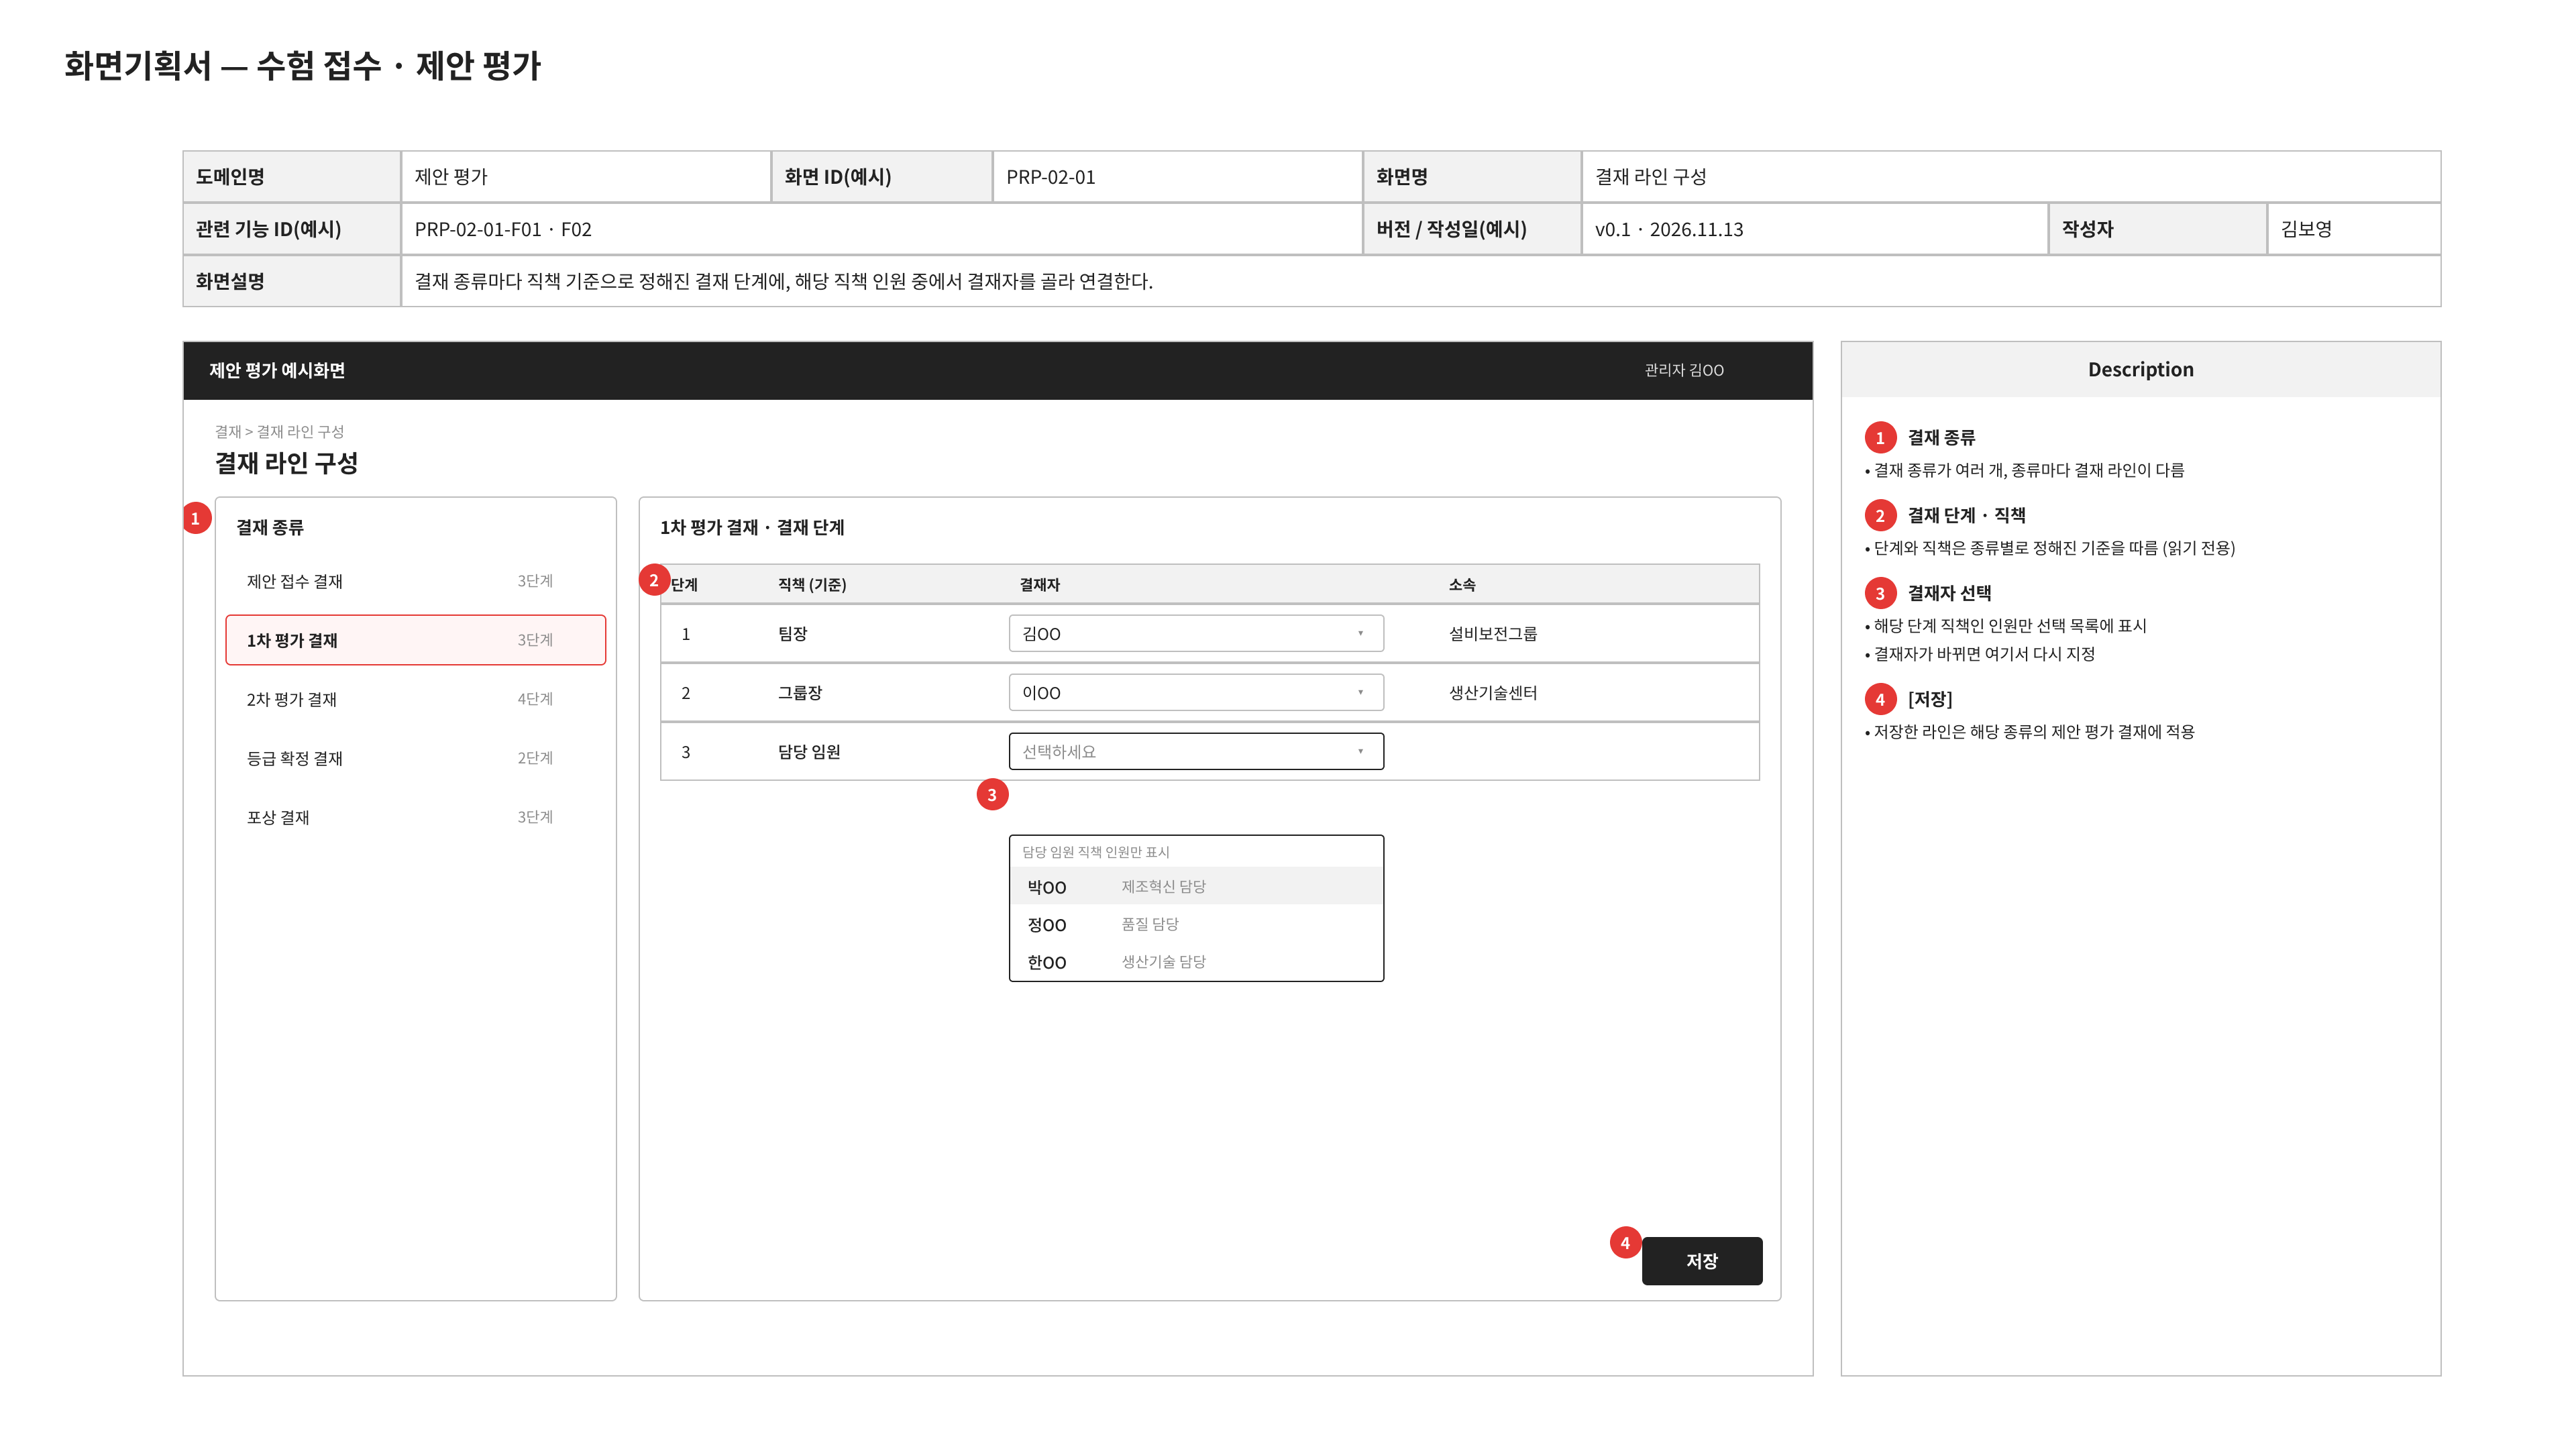 화면기획서 — 수험 접수 · 제안 평가
도메인명 제안 평가 화면 ID(예시) PRP-02-01 화면명 결재 라인 구성
관련 기능 ID(예시) PRP-02-01-F01 · F02 버전 / 작성일(예시) v0.1 · 2026.11.13 작성자 김보영
화면설명 결재 종류마다 직책 기준으로 정해진 결재 단계에, 해당 직책 인원 중에서 결재자를 골라 연결한다.
제안 평가 예시화면 관리자 김OO
결재 > 결재 라인 구성
결재 라인 구성
1
결재 종류
제안 접수 결재 3단계
1차 평가 결재 3단계
2차 평가 결재 4단계
등급 확정 결재 2단계
포상 결재 3단계
1차 평가 결재 · 결재 단계
2
단계 직책 (기준) 결재자 소속
1 팀장 김OO 설비보전그룹
2 그룹장 이OO 생산기술센터
3 담당 임원 선택하세요
3
담당 임원 직책 인원만 표시
박OO 제조혁신 담당
정OO 품질 담당
한OO 생산기술 담당
4
저장
Description
1 결재 종류
• 결재 종류가 여러 개, 종류마다 결재 라인이 다름
2 결재 단계 · 직책
• 단계와 직책은 종류별로 정해진 기준을 따름 (읽기 전용)
3 결재자 선택
• 해당 단계 직책인 인원만 선택 목록에 표시
• 결재자가 바뀌면 여기서 다시 지정
4 [저장]
• 저장한 라인은 해당 종류의 제안 평가 결재에 적용